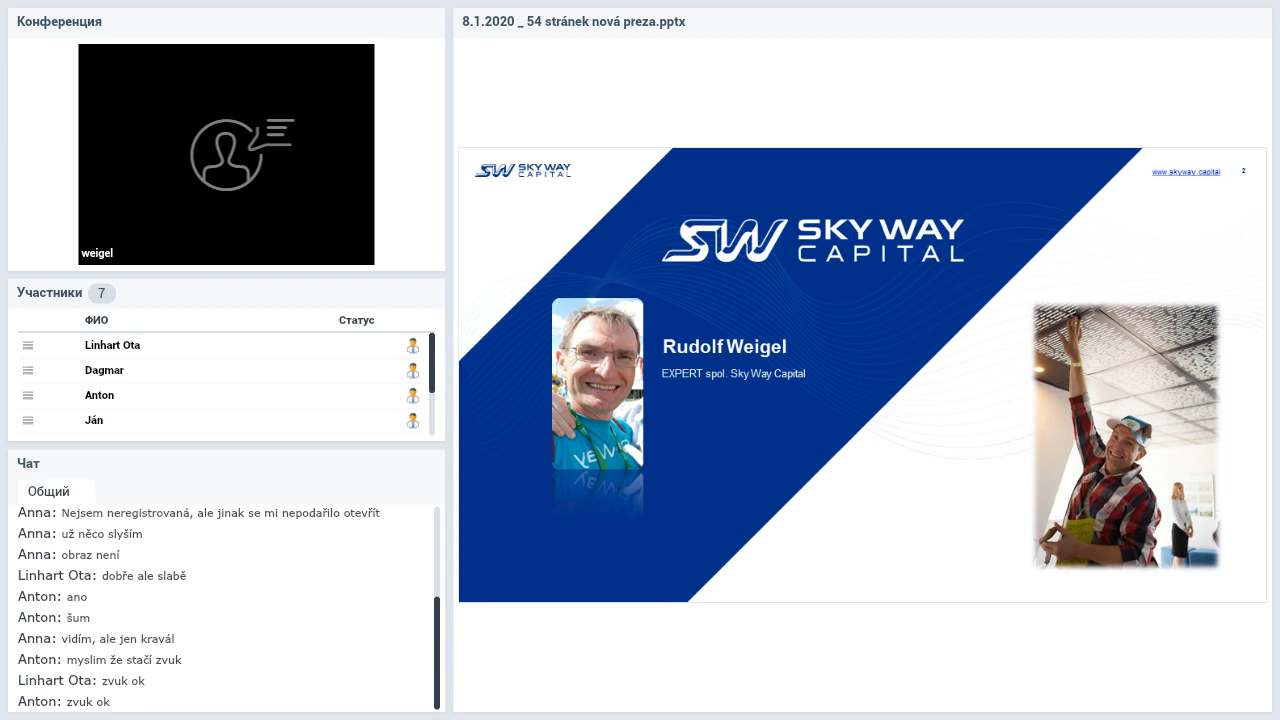 Конференция
weigel
Участники 7
ФИО Статус
Linhart Ota
Dagmar
Anton
Ján
Чат
Общий
Anna: Nejsem neregistrovaná, ale jinak se mi nepodařilo otevřít
Anna: už něco slyším
Anna: obraz není
Linhart Ota: dobře ale slabě
Anton: ano
Anton: šum
Anna: vidím, ale jen kravál
Anton: myslim že stačí zvuk
Linhart Ota: zvuk ok
Anton: zvuk ok
8.1.2020 _ 54 stránek nová preza.pptx
SW SKY WAY
CAPITAL
www.skyway.capital 2
SW SKY WAY
CAPITAL
Rudolf Weigel
EXPERT spol. Sky Way Capital